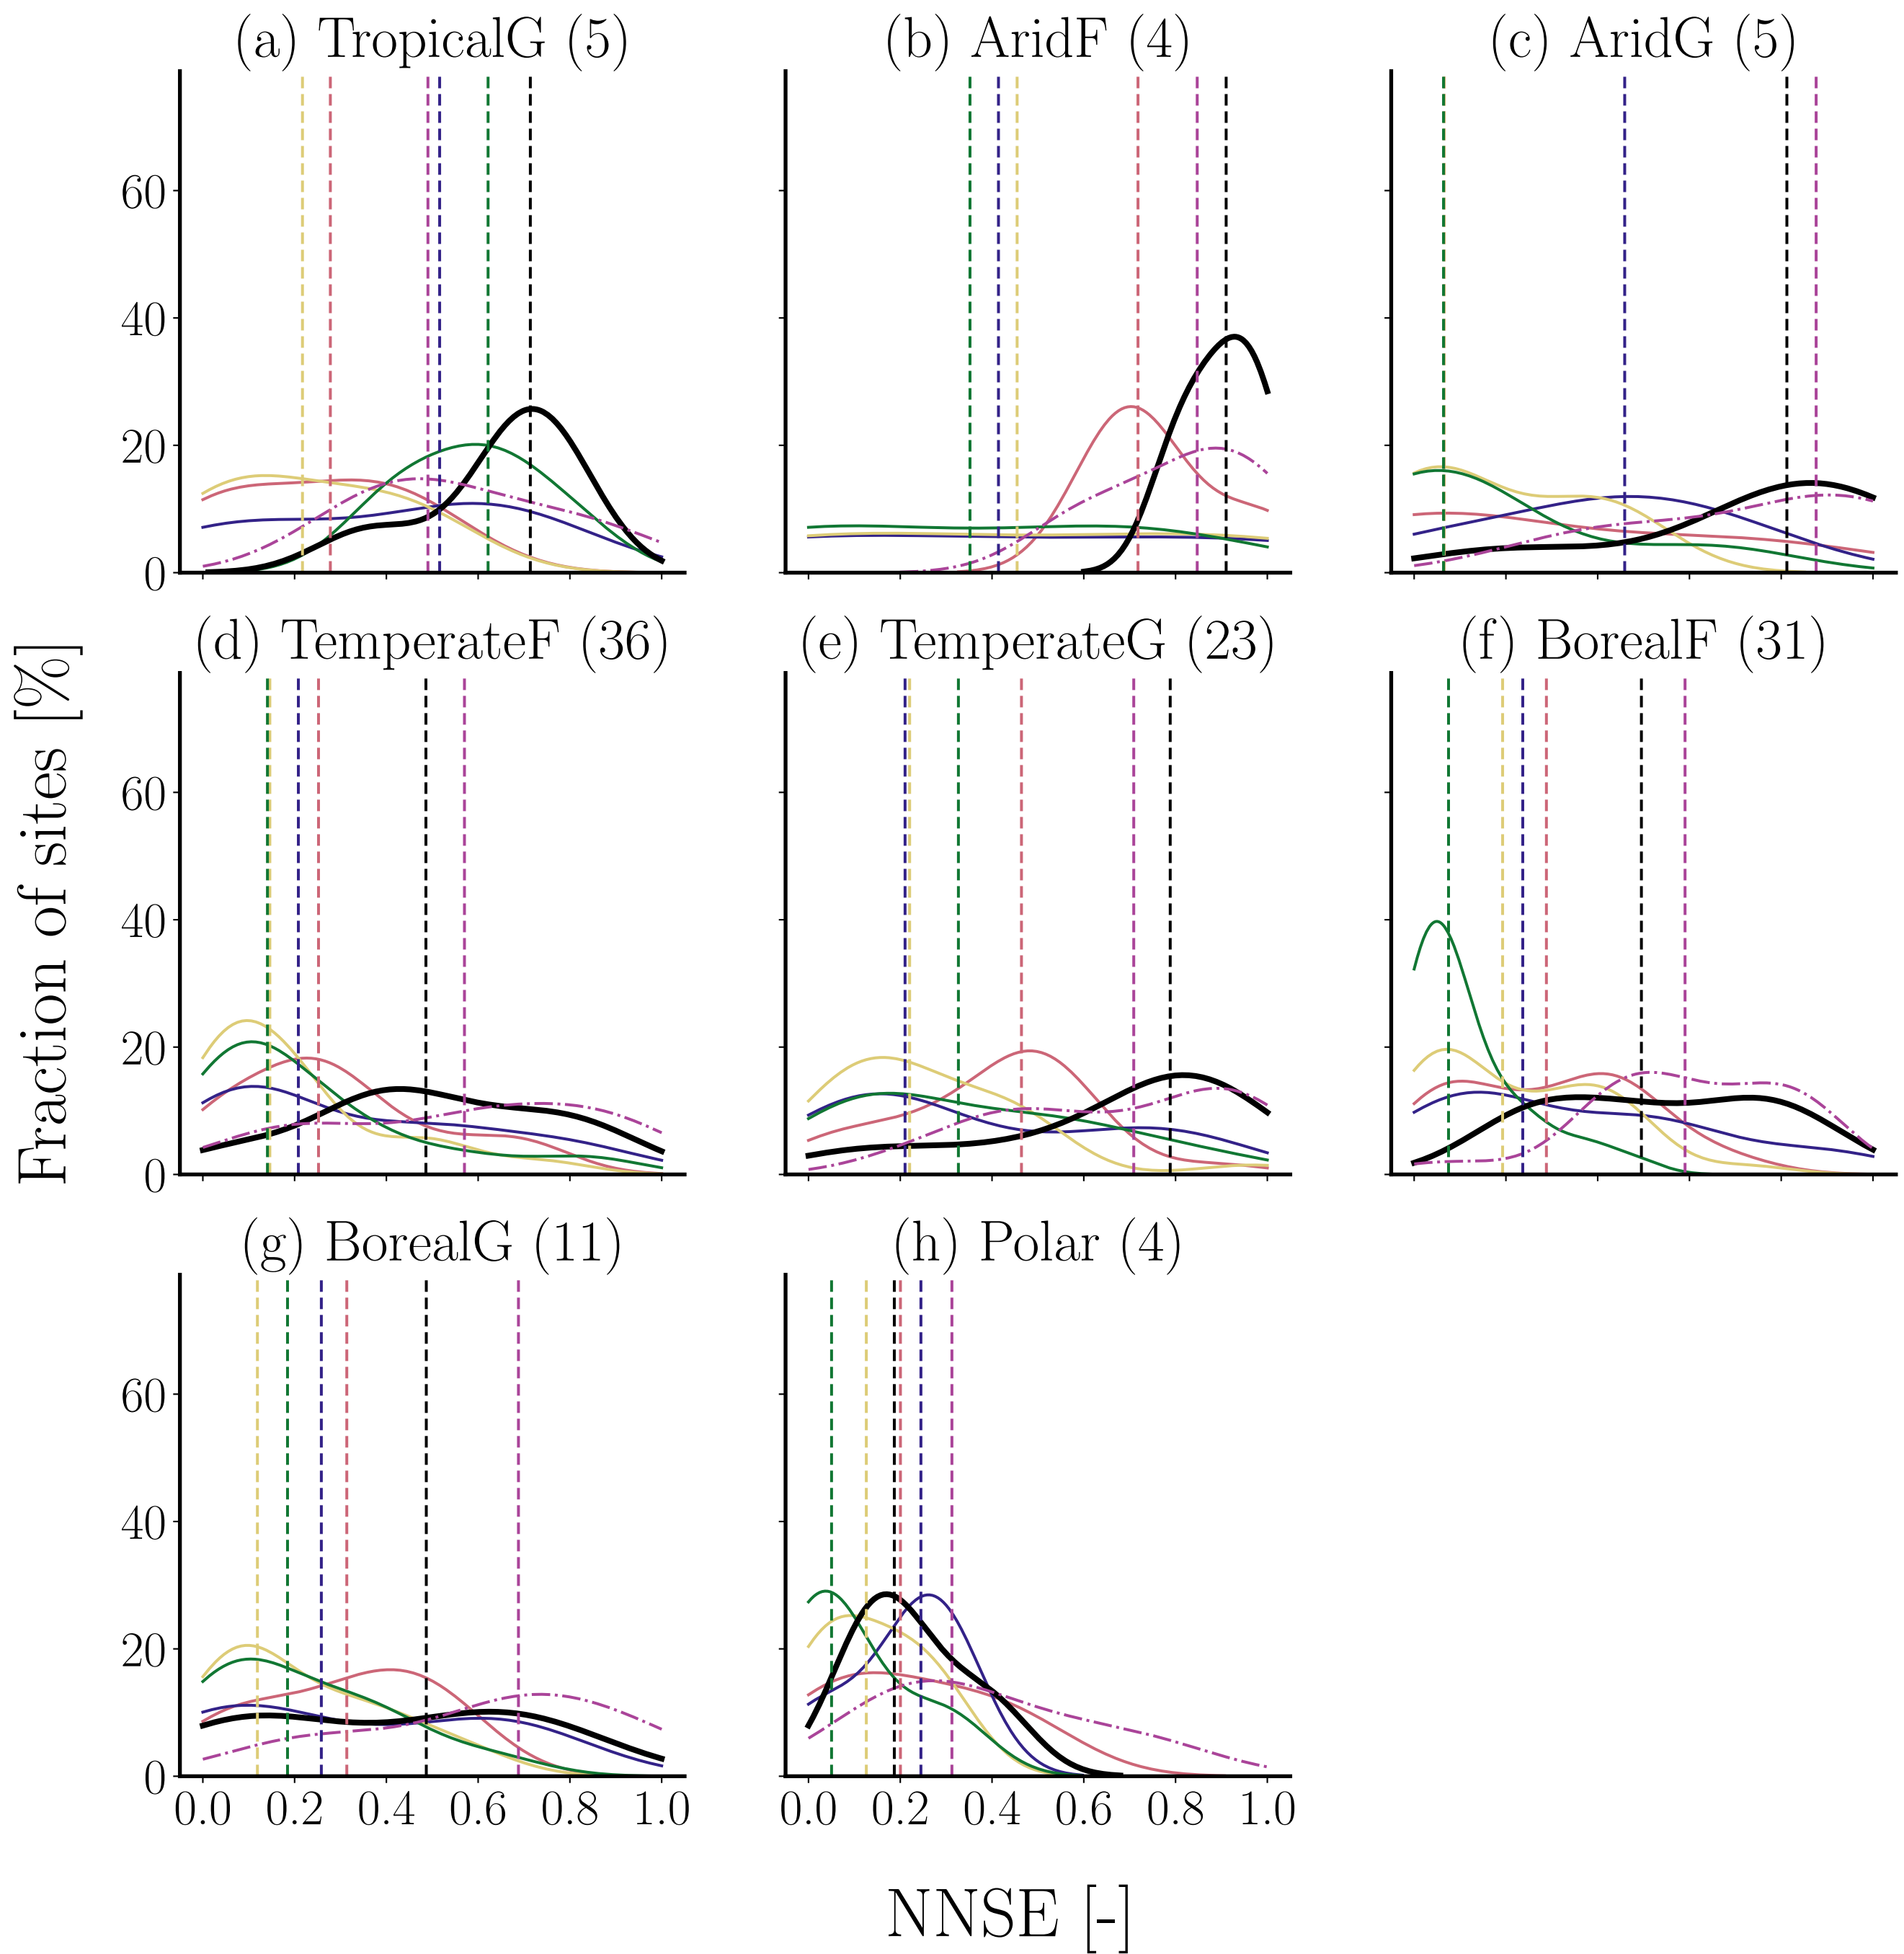 (a) TropicalG (5)
(b) AridF (4)
(c) AridG (5)
60
40
20
0
(d) TemperateF (36)
(e) TemperateG (23)
(f) BorealF (31)
60
40
20
0
(g) BorealG (11)
(h) Polar (4)
60
40
20
0
0.0 0.2 0.4 0.6 0.8 1.0
0.0 0.2 0.4 0.6 0.8 1.0
Fraction of sites [%]
NNSE [-]